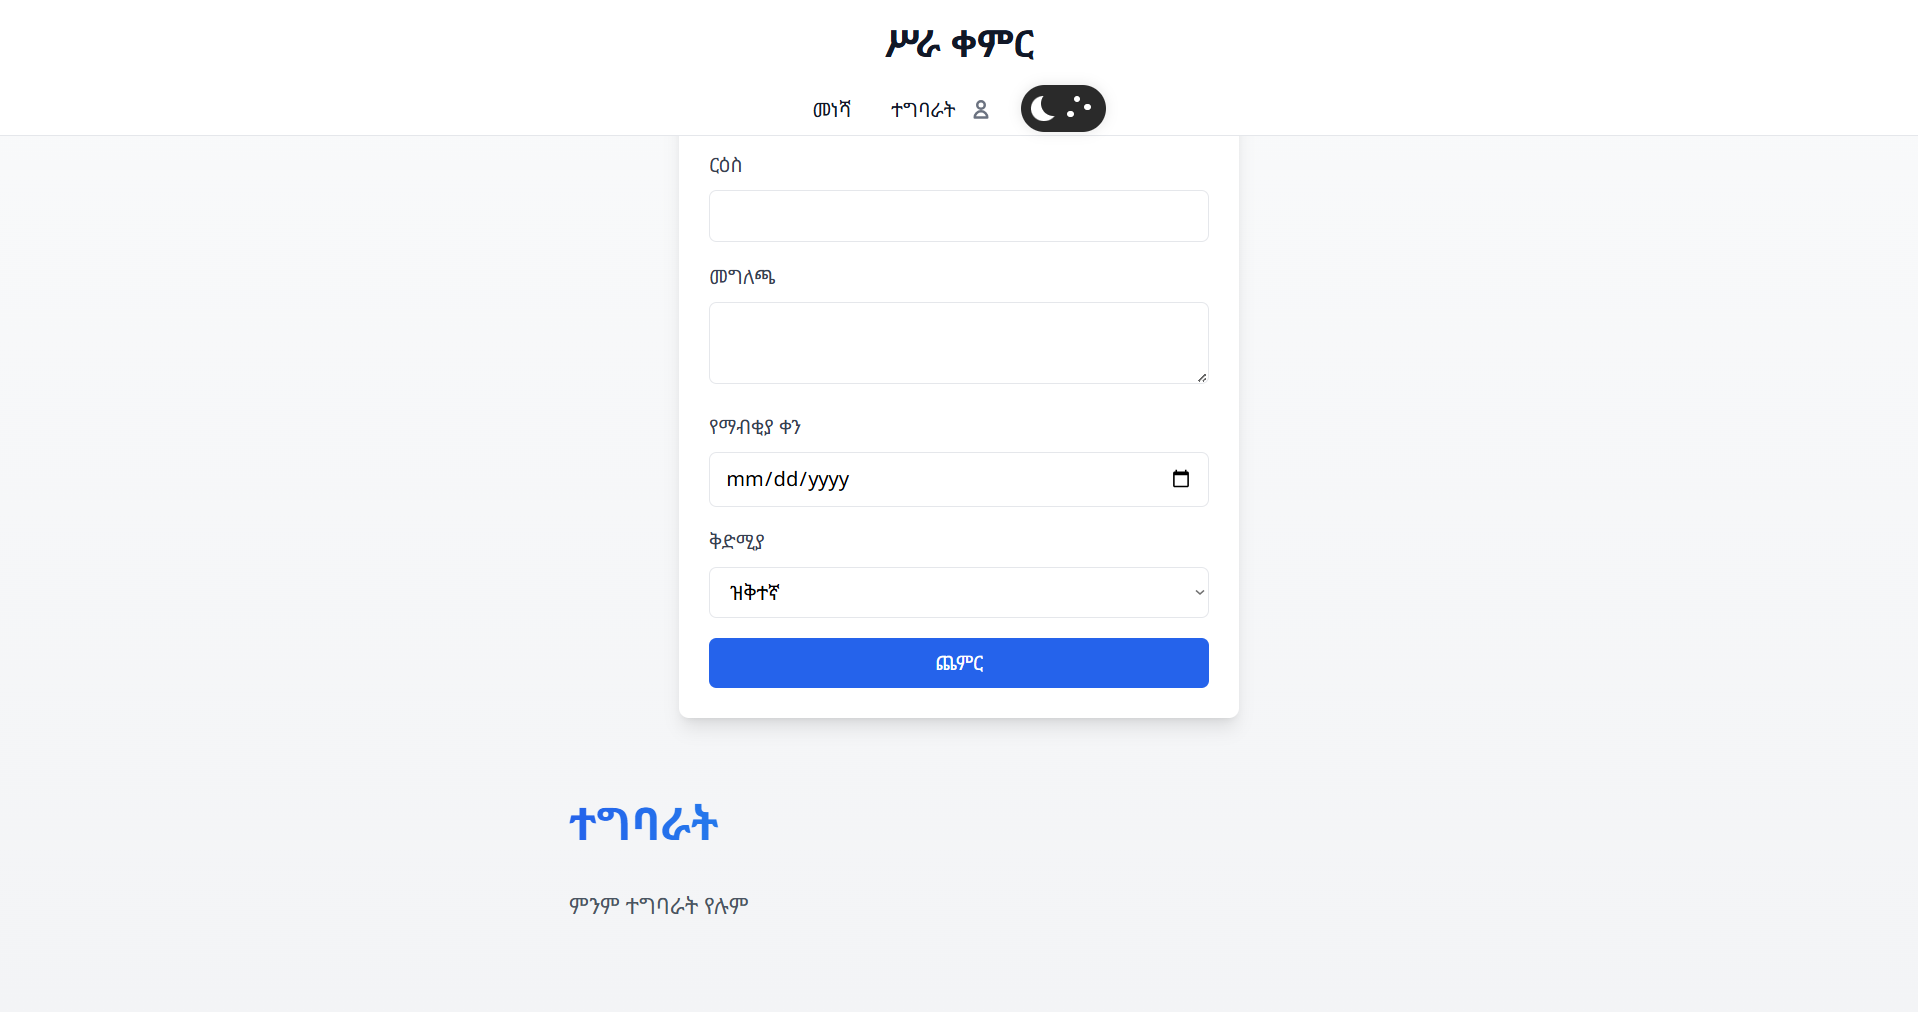 ሥራ ቀምር
መነሻ ተግባራት
ርዕስ
መግለጫ
የማብቂያ ቀን
mm/dd/yyyy
ቅድሚያ
ዝቅተኛ
ጨምር
ተግባራት
ምንም ተግባራት የሉም